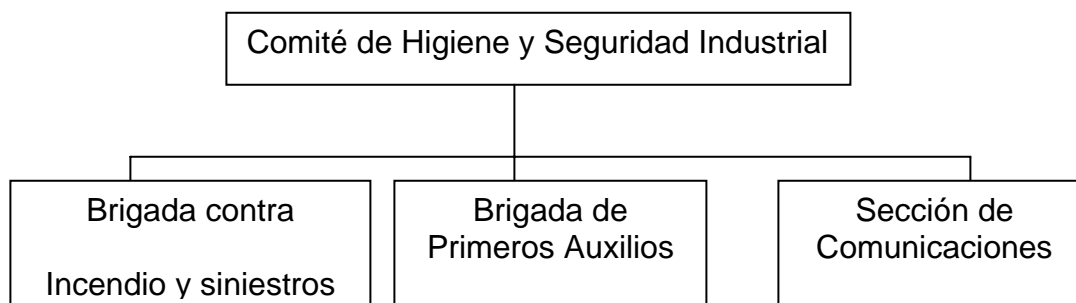 Comité de Higiene y Seguridad Industrial
Brigada contra
Incendio y siniestros
Brigada de
Primeros Auxilios
Sección de
Comunicaciones